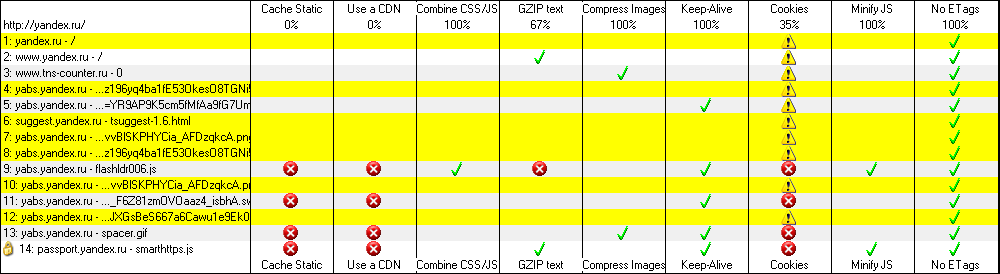 Cache Static Use a CDN Combine CSS/JS GZIP text Compress Images Keep-Alive Cookies Minify JS No ETags
http://yandex.ru/ 0% 0% 100% 67% 100% 100% 35% 100% 100%
1: yandex.ru - /
2: www.yandex.ru - /
3: www.tns-counter.ru - 0
4: yabs.yandex.ru - ...z196yq4ba1fE53OkesO8TGNi
5: yabs.yandex.ru - ...=YR9AP9K5cm5fMfAa9fG7Um
6: suggest.yandex.ru - tsuggest-1.6.html
7: yabs.yandex.ru - ...vvBISKPHYCia_AFDzqkcA.png
8: yabs.yandex.ru - ...z196yq4ba1fE53OkesO8TGNi
9: yabs.yandex.ru - flashldr006.js
10: yabs.yandex.ru - ...vvBISKPHYCia_AFDzqkcA.pn
11: yabs.yandex.ru - ..._F6Z81zmOVOaaz4_isbhA.sw
12: yabs.yandex.ru - ...JXGsBeS667a6Cawu1e9Ek0
13: yabs.yandex.ru - spacer.gif
14: passport.yandex.ru - smarthttps.js
Cache Static Use a CDN Combine CSS/JS GZIP text Compress Images Keep-Alive Cookies Minify JS No ETags